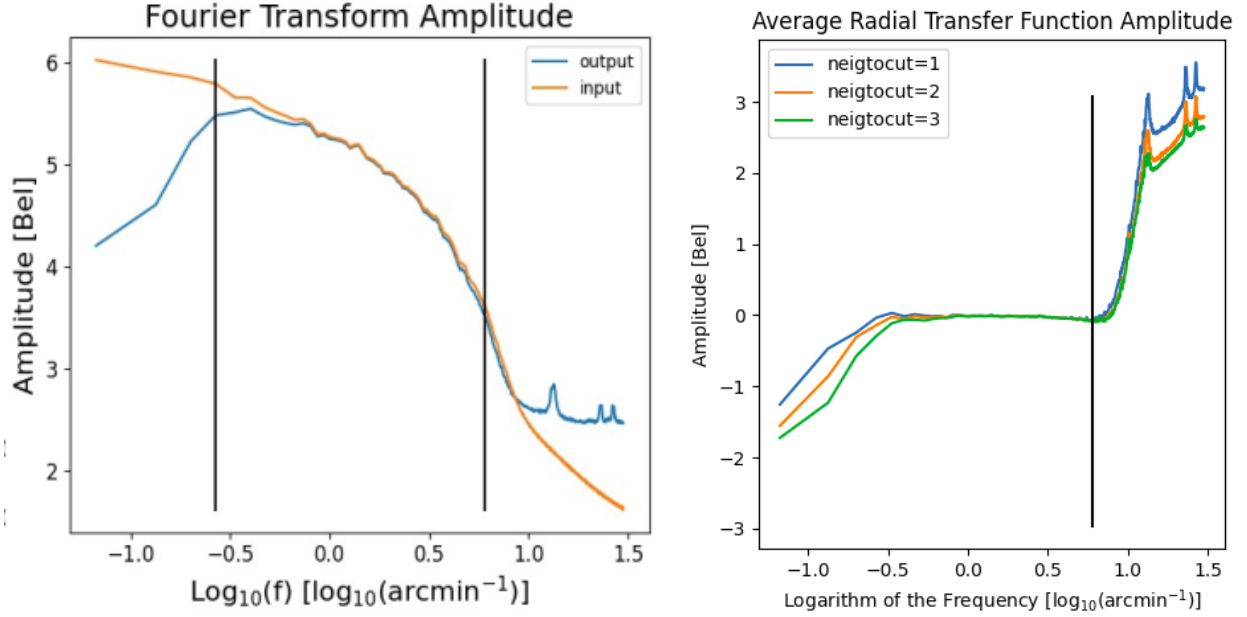 Fourier Transform Amplitude
output
input
6
5
4
3
2
Amplitude [Bel]
−1.0 −0.5 0.0 0.5 1.0 1.5
Log₁₀(f) [log₁₀(arcmin⁻¹)]
Average Radial Transfer Function Amplitude
neigtocut=1
neigtocut=2
neigtocut=3
3
2
1
0
−1
−2
−3
Amplitude [Bel]
−1.0 −0.5 0.0 0.5 1.0 1.5
Logarithm of the Frequency [log₁₀(arcmin⁻¹)]